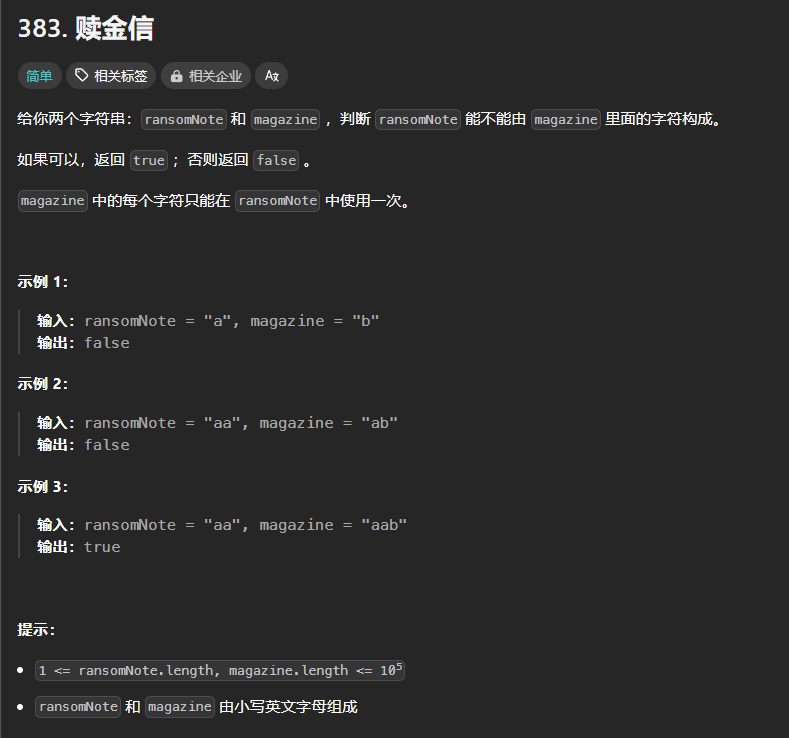 383. 赎金信
简单 相关标签 相关企业 Az
给你两个字符串：ransomNote 和 magazine ，判断 ransomNote 能不能由 magazine 里面的字符构成。
如果可以，返回 true ；否则返回 false 。
magazine 中的每个字符只能在 ransomNote 中使用一次。
示例 1：
输入：ransomNote = "a", magazine = "b"
输出：false
示例 2：
输入：ransomNote = "aa", magazine = "ab"
输出：false
示例 3：
输入：ransomNote = "aa", magazine = "aab"
输出：true
提示：
• 1 <= ransomNote.length, magazine.length <= 10⁵
• ransomNote 和 magazine 由小写英文字母组成